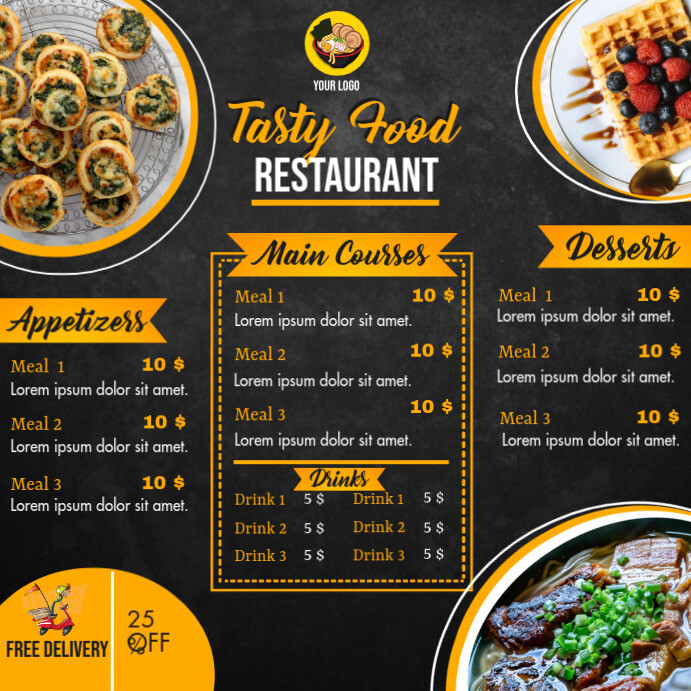 YOUR LOGO
Tasty Food
RESTAURANT
Appetizers
Meal 1 10 $
Lorem ipsum dolor sit amet.
Meal 2 10 $
Lorem ipsum dolor sit amet.
Meal 3 10 $
Lorem ipsum dolor sit amet.
Main Courses
Meal 1 10 $
Lorem ipsum dolor sit amet.
Meal 2 10 $
Lorem ipsum dolor sit amet.
Meal 3 10 $
Lorem ipsum dolor sit amet.
Drinks
Drink 1 5 $ Drink 1 5 $
Drink 2 5 $ Drink 2 5 $
Drink 3 5 $ Drink 3 5 $
Desserts
Meal 1 10 $
Lorem ipsum dolor sit amet.
Meal 2 10 $
Lorem ipsum dolor sit amet.
Meal 3 10 $
Lorem ipsum dolor sit amet.
FREE DELIVERY
25
% OFF